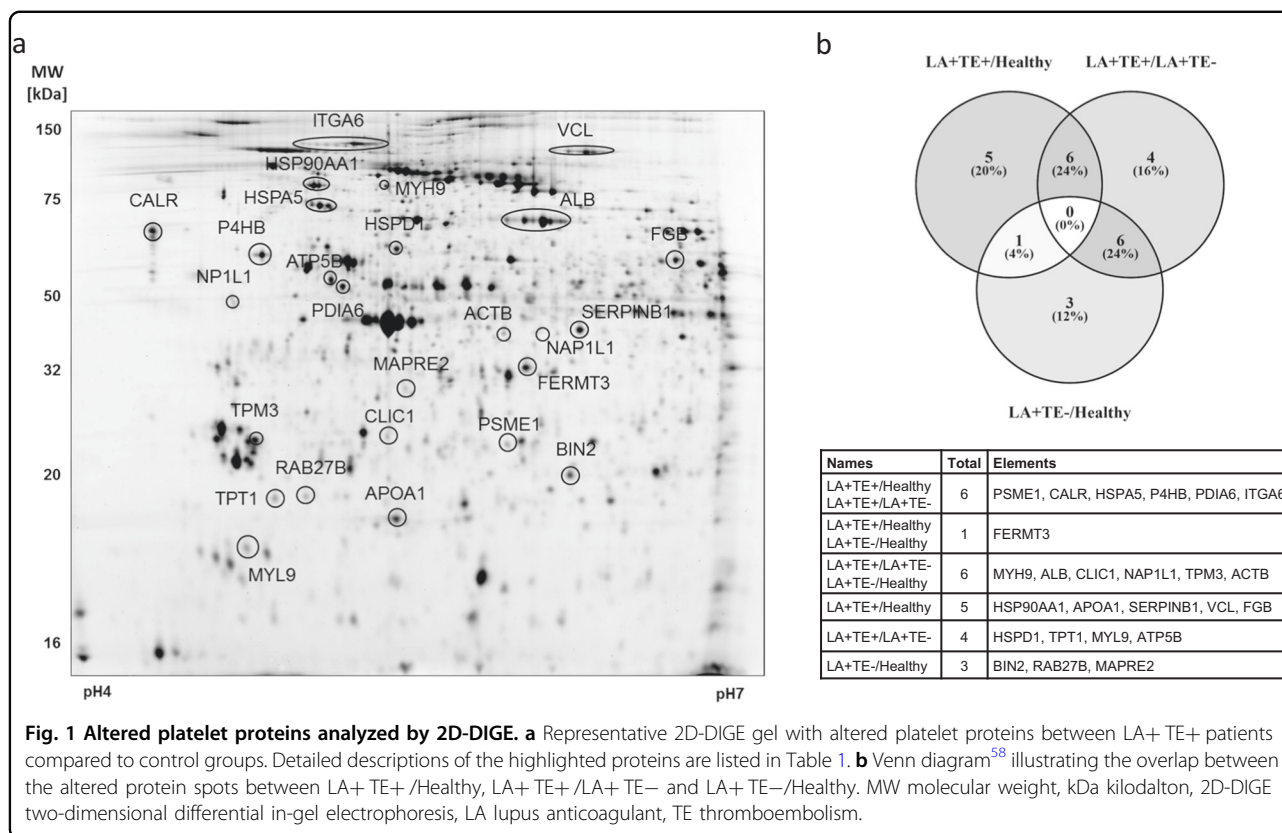 a
MW
[kDa]
150
75
50
32
20
16
pH4
pH7
ITGA6
VCL
HSP90AA1
MYH9
HSPA5
ALB
CALR
P4HB
HSPD1
FGB
ATP5B
NP1L1
PDIA6
ACTB
SERPINB1
NAP1L1
MAPRE2
FERMT3
TPM3
CLIC1
PSME1
BIN2
RAB27B
TPT1
APOA1
MYL9
b
LA+TE+/Healthy
LA+TE+/LA+TE-
5
(20%)
6
(24%)
4
(16%)
0
(0%)
1
(4%)
6
(24%)
3
(12%)
LA+TE-/Healthy
Names Total Elements
LA+TE+/Healthy
LA+TE+/LA+TE- 6 PSME1, CALR, HSPA5, P4HB, PDIA6, ITGA6
LA+TE+/Healthy
LA+TE-/Healthy 1 FERMT3
LA+TE+/LA+TE-
LA+TE-/Healthy 6 MYH9, ALB, CLIC1, NAP1L1, TPM3, ACTB
LA+TE+/Healthy 5 HSP90AA1, APOA1, SERPINB1, VCL, FGB
LA+TE+/LA+TE- 4 HSPD1, TPT1, MYL9, ATP5B
LA+TE-/Healthy 3 BIN2, RAB27B, MAPRE2
Fig. 1 Altered platelet proteins analyzed by 2D-DIGE. a Representative 2D-DIGE gel with altered platelet proteins between LA+ TE+ patients
compared to control groups. Detailed descriptions of the highlighted proteins are listed in Table 1. b Venn diagram58 illustrating the overlap between
the altered protein spots between LA+ TE+ /Healthy, LA+ TE+ /LA+ TE− and LA+ TE−/Healthy. MW molecular weight, kDa kilodalton, 2D-DIGE
two-dimensional differential in-gel electrophoresis, LA lupus anticoagulant, TE thromboembolism.